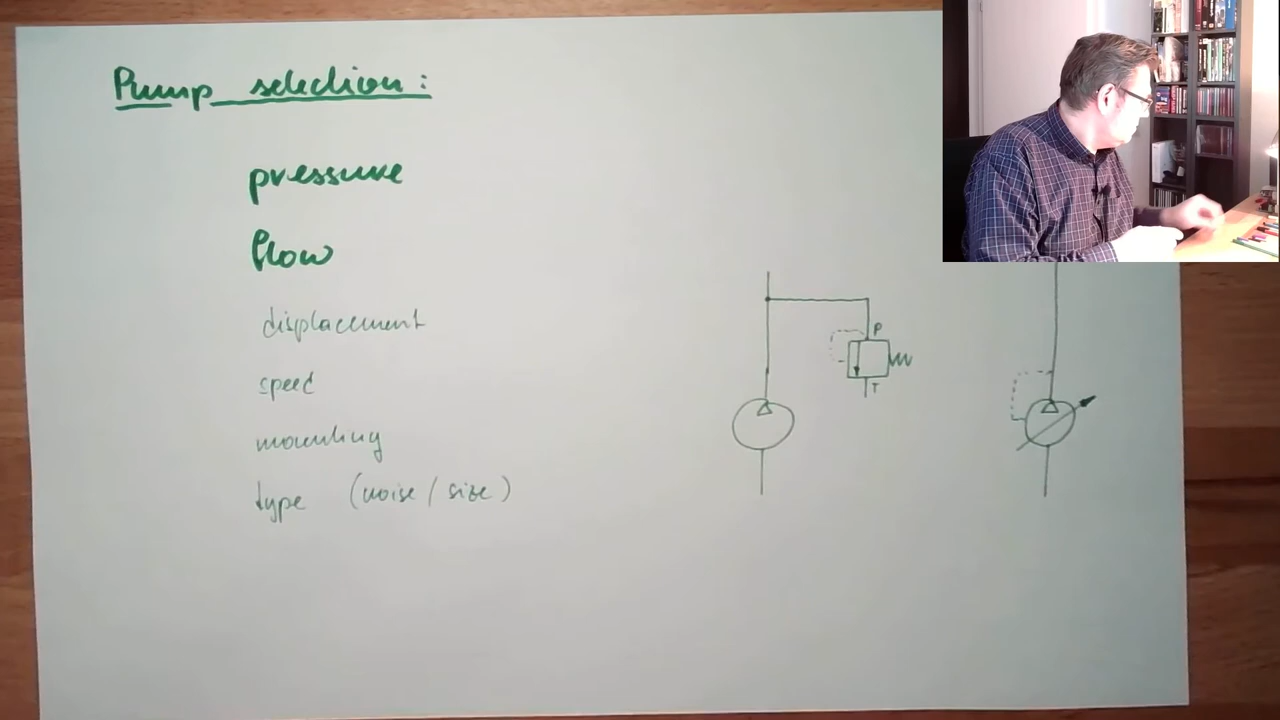 Pump selection:
pressure
flow
displacement
speed
mounting
type (noise / size)
P
T